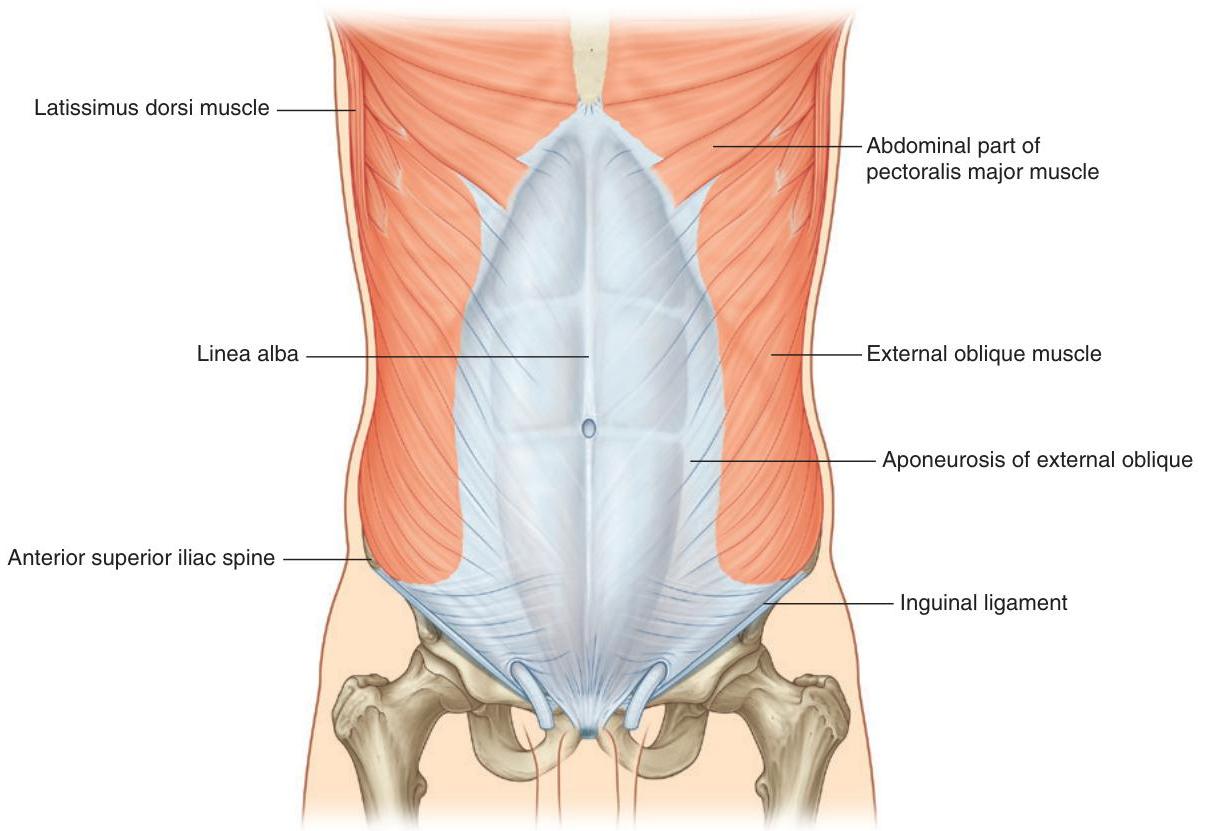 Latissimus dorsi muscle
Abdominal part of
pectoralis major muscle
Linea alba
External oblique muscle
Aponeurosis of external oblique
Anterior superior iliac spine
Inguinal ligament